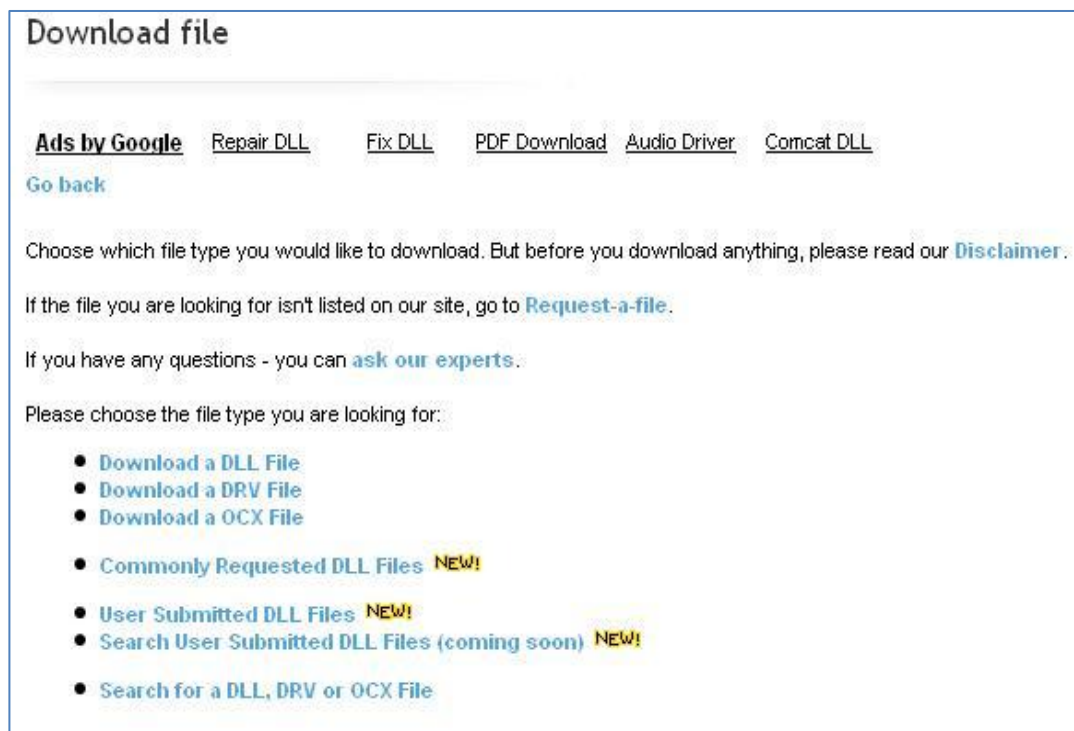 Download file
Ads by Google Repair DLL Fix DLL PDF Download Audio Driver Comcat DLL
Go back
Choose which file type you would like to download. But before you download anything, please read our Disclaimer.
If the file you are looking for isn't listed on our site, go to Request-a-file.
If you have any questions - you can ask our experts.
Please choose the file type you are looking for:
• Download a DLL File
• Download a DRV File
• Download a OCX File
• Commonly Requested DLL Files NEW!
• User Submitted DLL Files NEW!
• Search User Submitted DLL Files (coming soon) NEW!
• Search for a DLL, DRV or OCX File